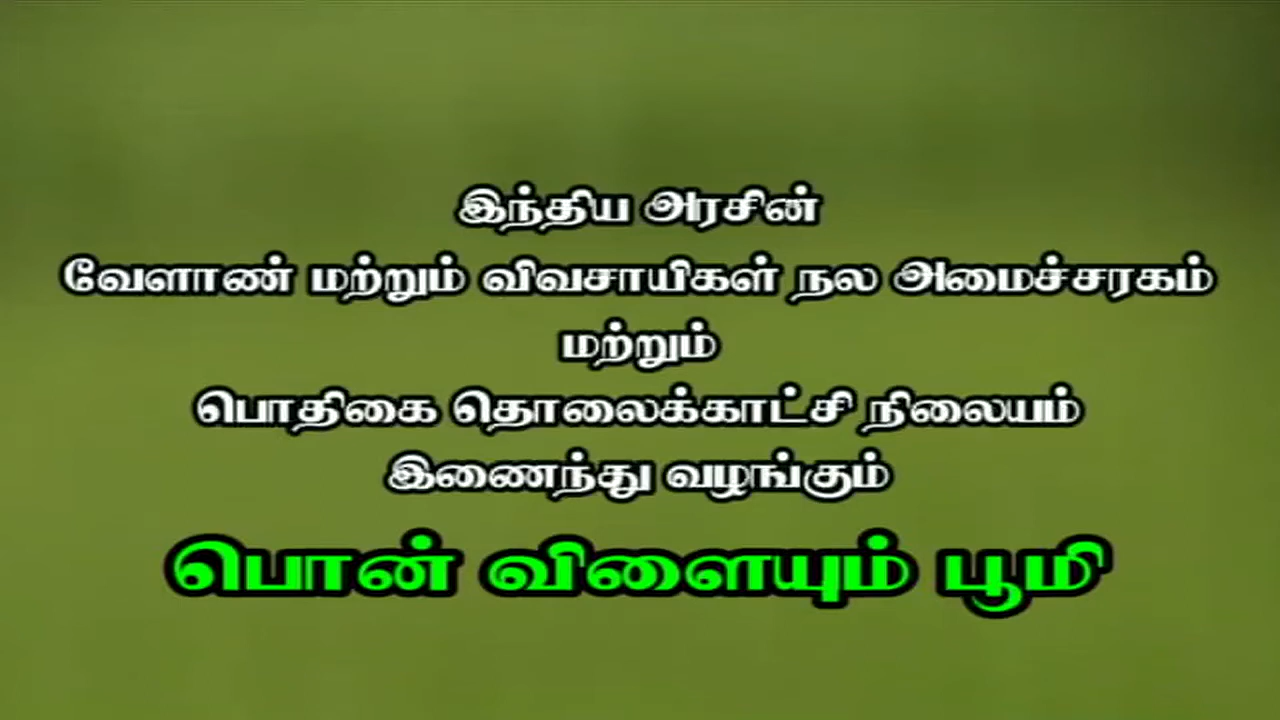 இந்திய அரசின்
வேளாண் மற்றும் விவசாயிகள் நல அமைச்சரகம்
மற்றும்
பொதிகை தொலைக்காட்சி நிலையம்
இணைந்து வழங்கும்
பொன் விளையும் பூமி